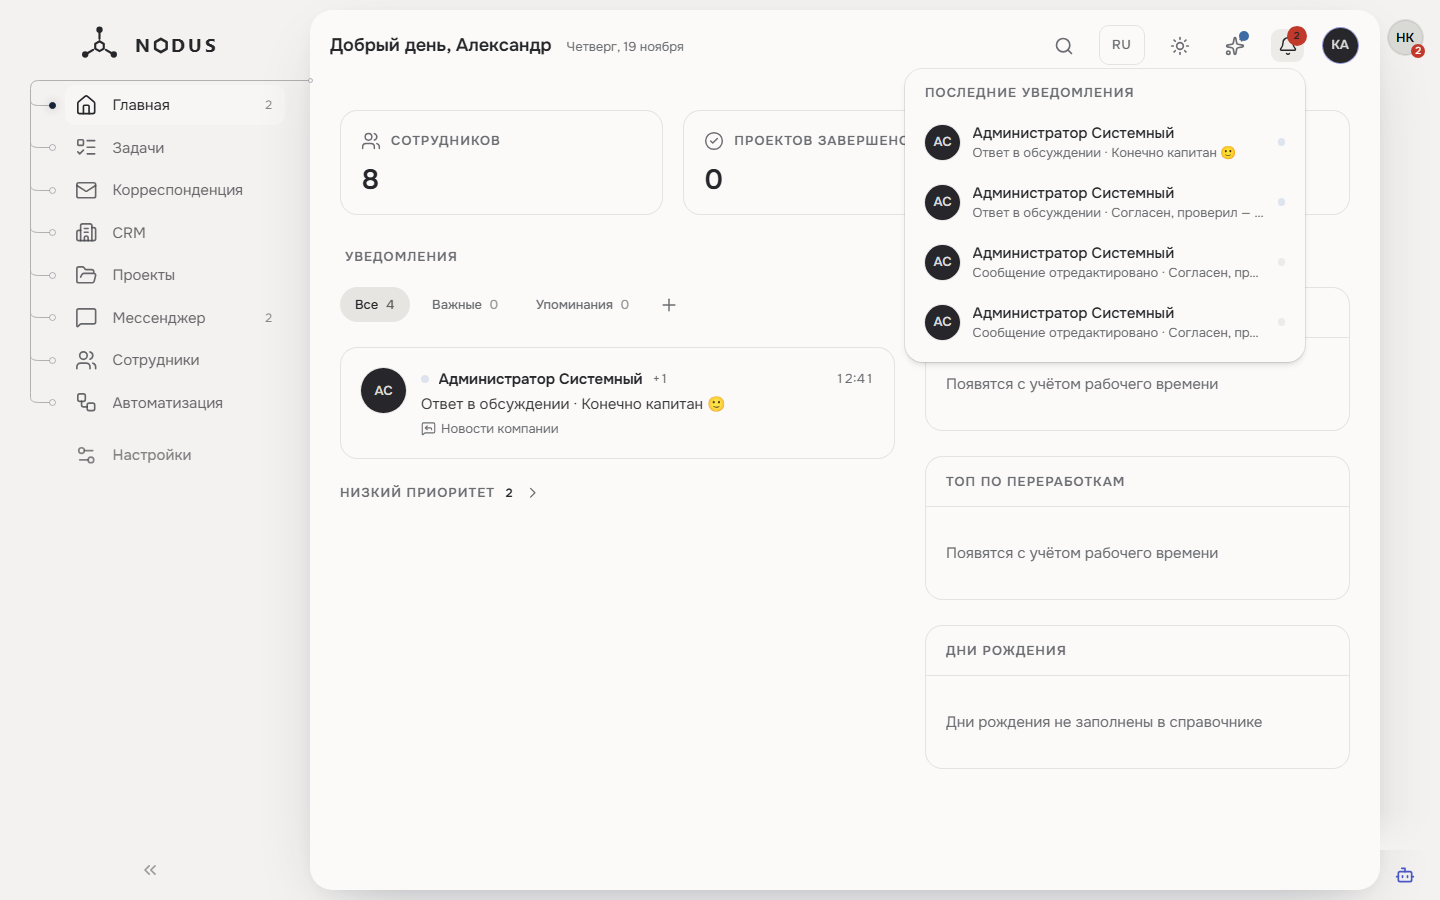 NODUS
Добрый день, Александр
Четверг, 19 ноября
RU
2
КА
НК
2
Главная 2
Задачи
Корреспонденция
CRM
Проекты
Мессенджер 2
Сотрудники
Автоматизация
Настройки
СОТРУДНИКОВ
8
ПРОЕКТОВ ЗАВЕРШЕНО
0
УВЕДОМЛЕНИЯ
Все 4
Важные 0
Упоминания 0
АС
Администратор Системный +1
12:41
Ответ в обсуждении · Конечно капитан 🙂
Новости компании
НИЗКИЙ ПРИОРИТЕТ 2
ПОСЛЕДНИЕ УВЕДОМЛЕНИЯ
АС
Администратор Системный
Ответ в обсуждении · Конечно капитан 🙂
АС
Администратор Системный
Ответ в обсуждении · Согласен, проверил — ...
АС
Администратор Системный
Сообщение отредактировано · Согласен, пр...
АС
Администратор Системный
Сообщение отредактировано · Согласен, пр...
Появятся с учётом рабочего времени
ТОП ПО ПЕРЕРАБОТКАМ
Появятся с учётом рабочего времени
ДНИ РОЖДЕНИЯ
Дни рождения не заполнены в справочнике